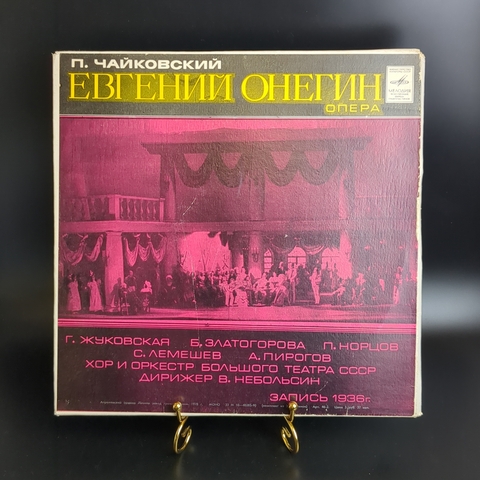 П. ЧАЙКОВСКИЙ
ЕВГЕНИЙ ОНЕГИН
ОПЕРА
Г. ЖУКОВСКАЯ Б. ЗЛАТОГОРОВА П. НОРЦОВ
С. ЛЕМЕШЕВ А. ПИРОГОВ
ХОР И ОРКЕСТР БОЛЬШОГО ТЕАТРА СССР
ДИРИЖЕР В. НЕБОЛЬСИН
ЗАПИСЬ 1936г.